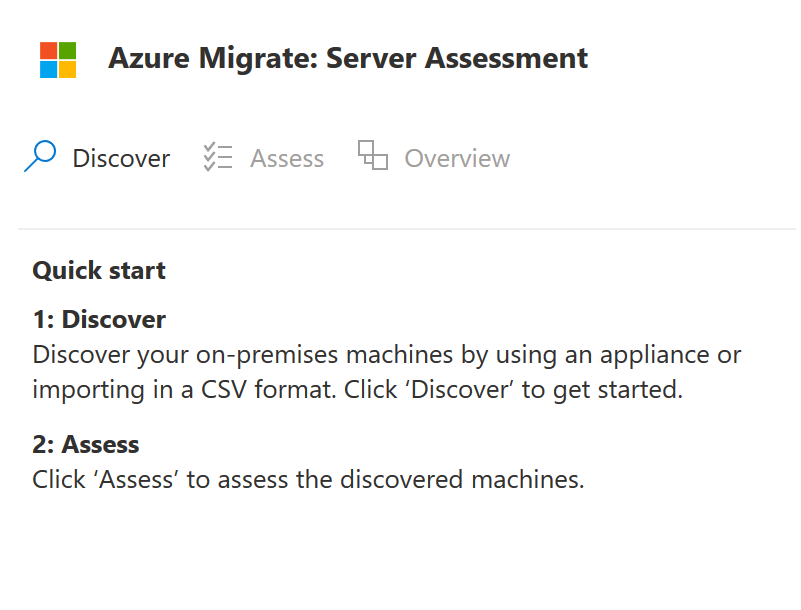 Azure Migrate: Server Assessment
Discover Assess Overview
Quick start
1: Discover
Discover your on-premises machines by using an appliance or
importing in a CSV format. Click ‘Discover’ to get started.
2: Assess
Click ‘Assess’ to assess the discovered machines.